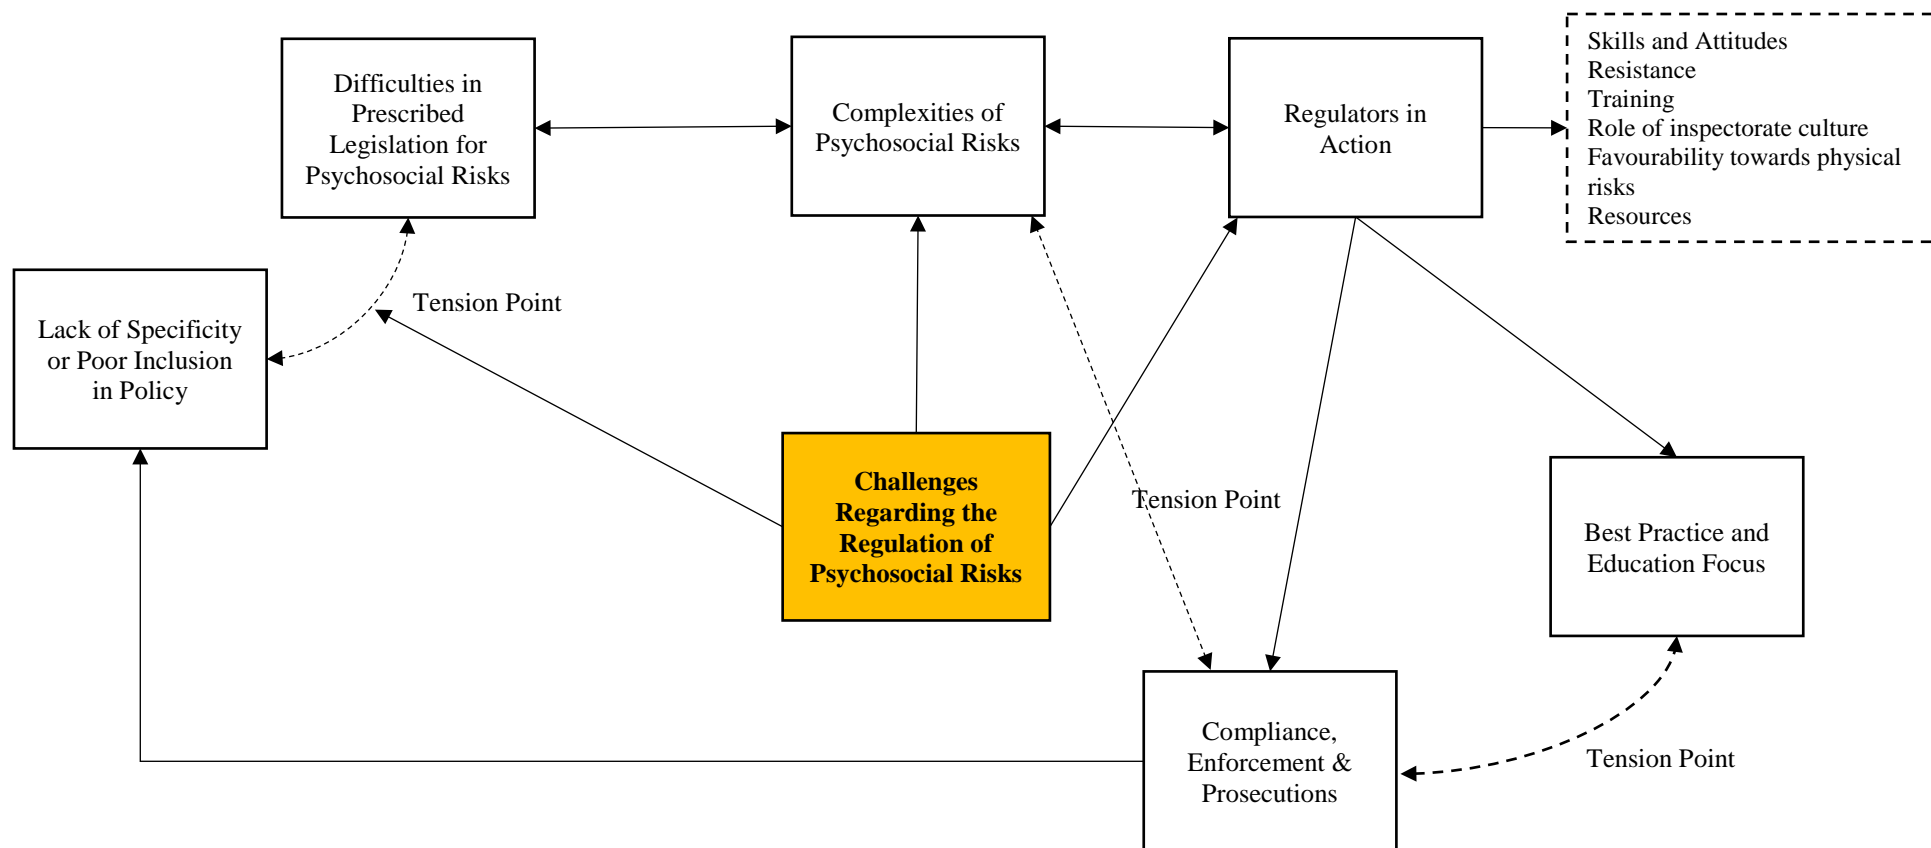 Difficulties in
Prescribed
Legislation for
Psychosocial Risks
Complexities of
Psychosocial Risks
Regulators in
Action
Skills and Attitudes
Resistance
Training
Role of inspectorate culture
Favourability towards physical
risks
Resources
Lack of Specificity
or Poor Inclusion
in Policy
Tension Point
Challenges
Regarding the
Regulation of
Psychosocial Risks
Tension Point
Best Practice and
Education Focus
Compliance,
Enforcement &
Prosecutions
Tension Point